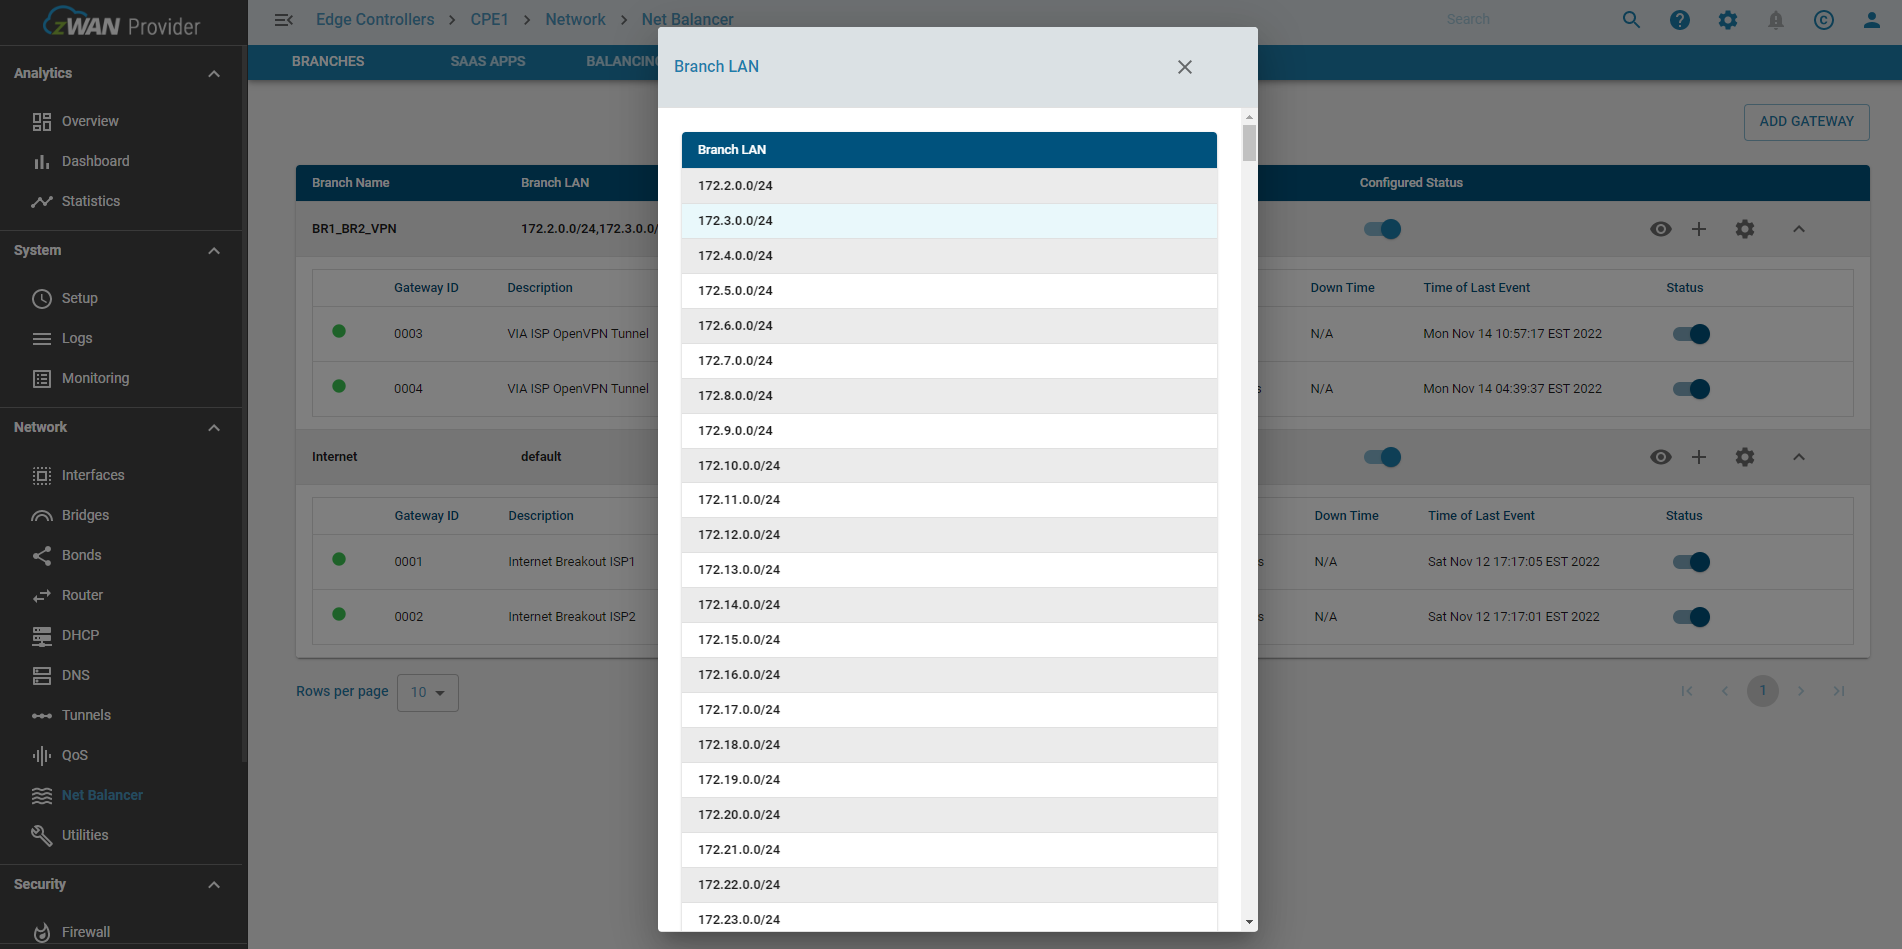 zWAN Provider
Edge Controllers > CPE1 > Network > Net Balancer
Search
BRANCHES
SAAS APPS
BALANCING
Analytics
Overview
Dashboard
Statistics
System
Setup
Logs
Monitoring
Network
Interfaces
Bridges
Bonds
Router
DHCP
DNS
Tunnels
QoS
Net Balancer
Utilities
Security
Firewall
ADD GATEWAY
Branch Name
Branch LAN
Configured Status
BR1_BR2_VPN
172.2.0.0/24,172.3.0.0/
Gateway ID
Description
Down Time
Time of Last Event
Status
0003
VIA ISP OpenVPN Tunnel
N/A
Mon Nov 14 10:57:17 EST 2022
0004
VIA ISP OpenVPN Tunnel
s
N/A
Mon Nov 14 04:39:37 EST 2022
Internet
default
Gateway ID
Description
Down Time
Time of Last Event
Status
0001
Internet Breakout ISP1
s
N/A
Sat Nov 12 17:17:05 EST 2022
0002
Internet Breakout ISP2
s
N/A
Sat Nov 12 17:17:01 EST 2022
Rows per page
10
1
Branch LAN
Branch LAN
172.2.0.0/24
172.3.0.0/24
172.4.0.0/24
172.5.0.0/24
172.6.0.0/24
172.7.0.0/24
172.8.0.0/24
172.9.0.0/24
172.10.0.0/24
172.11.0.0/24
172.12.0.0/24
172.13.0.0/24
172.14.0.0/24
172.15.0.0/24
172.16.0.0/24
172.17.0.0/24
172.18.0.0/24
172.19.0.0/24
172.20.0.0/24
172.21.0.0/24
172.22.0.0/24
172.23.0.0/24